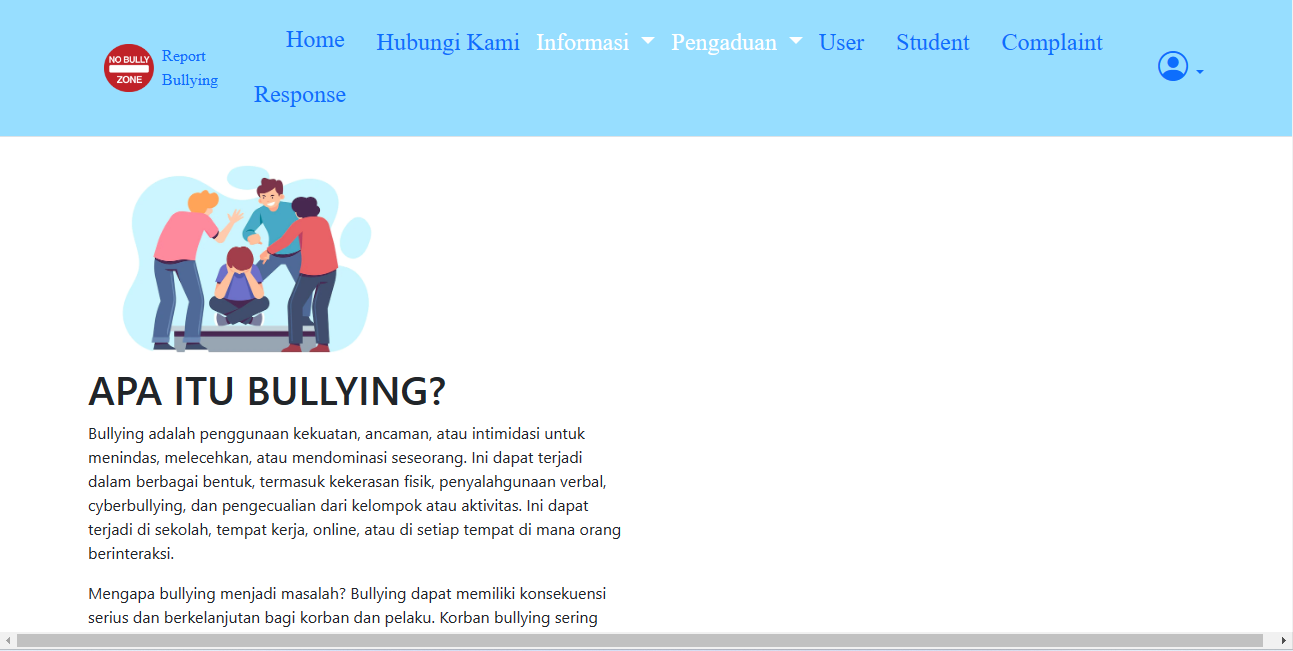 NO BULLY
ZONE
Report
Bullying
Home
Hubungi Kami
Informasi
Pengaduan
User
Student
Complaint
Response
APA ITU BULLYING?
Bullying adalah penggunaan kekuatan, ancaman, atau intimidasi untuk
menindas, melecehkan, atau mendominasi seseorang. Ini dapat terjadi
dalam berbagai bentuk, termasuk kekerasan fisik, penyalahgunaan verbal,
cyberbullying, dan pengecualian dari kelompok atau aktivitas. Ini dapat
terjadi di sekolah, tempat kerja, online, atau di setiap tempat di mana orang
berinteraksi.
Mengapa bullying menjadi masalah? Bullying dapat memiliki konsekuensi
serius dan berkelanjutan bagi korban dan pelaku. Korban bullying sering